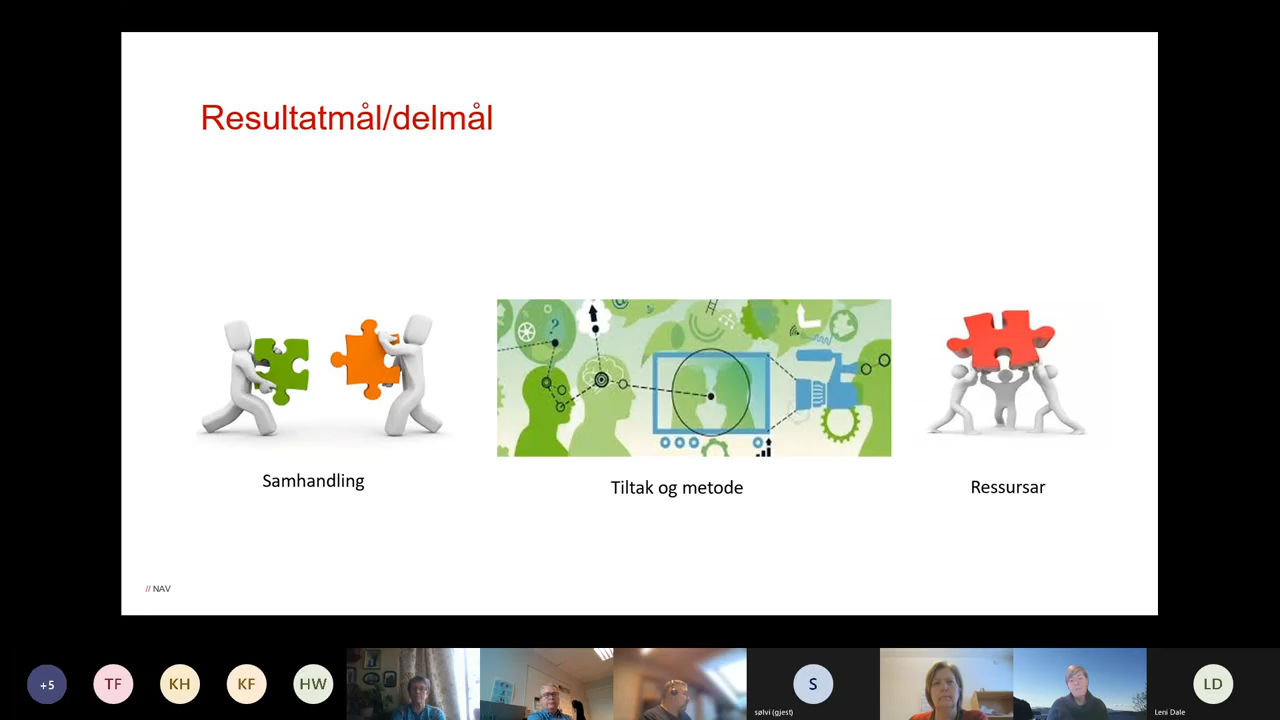 Resultatmål/delmål
?
@
Samhandling
Tiltak og metode
Ressursar
// NAV
+5
TF
KH
KF
HW
S
sølvi (gjest)
LD
Leni Dale